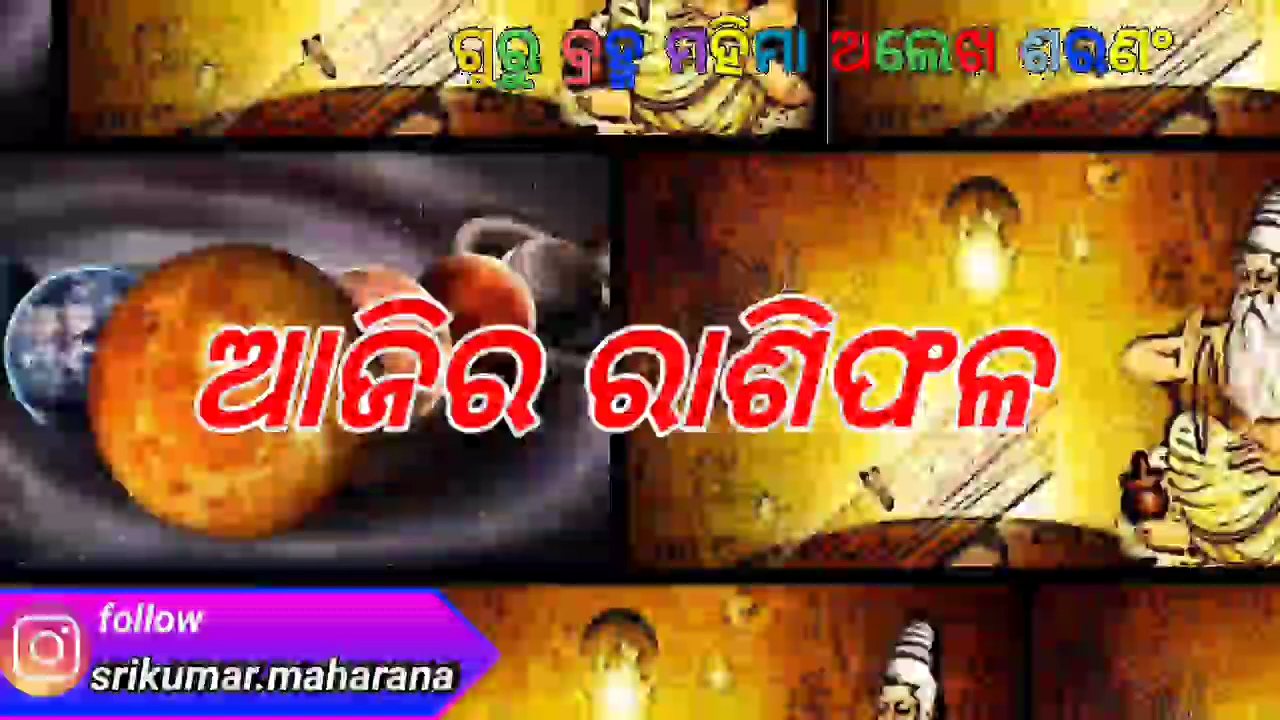 ଗୁରୁ ବ୍ରହ୍ମ ମହିମା ଅଲେଖ ଶରଣଂ
ଆଜିର ରାଶିଫଳ
follow
srikumar.maharana